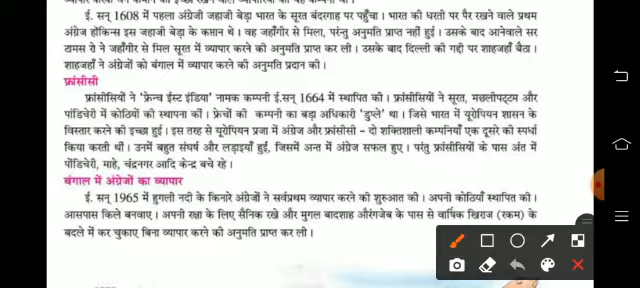 ई. सन् 1608 में पहला अंग्रेजी जहाजी बेड़ा भारत के सूरत बंदरगाह पर पहुँचा। भारत की धरती पर पैर रखने वाले प्रथम
अंग्रेज हॉकिन्स इस जहाजी बेड़ा के कप्तान थे। वह जहाँगीर से मिला, परंतु अनुमति प्राप्त नहीं हुई। उसके बाद आनेवाले सर
टामस रो ने जहाँगीर से मिल सूरत में व्यापार करने की अनुमति प्राप्त कर ली। उसके बाद दिल्ली की गद्दी पर शाहजहाँ बैठा।
शाहजहाँ ने अंग्रेजों को बंगाल में व्यापार करने की अनुमति प्रदान की।
फ्रांसीसी
फ्रांसीसियों ने 'फ्रेन्च ईस्ट इंडिया' नामक कम्पनी ई.सन् 1664 में स्थापित की। फ्रांसीसियों ने सूरत, मछलीपट्टम और
पांडिचेरी में कोठियों की स्थापना कीं। फ्रेंचों की कम्पनी का बड़ा अधिकारी 'डुप्ले' था। जिसे भारत में यूरोपियन शासन के
विस्तार करने की इच्छा हुई। इस तरह से यूरोपियन प्रजा में अंग्रेज और फ्रांसीसी - दो शक्तिशाली कम्पनियाँ एक दूसरे की स्पर्धा
किया करती थीं। उनमें बहुत संघर्ष और लड़ाइयाँ हुईं, जिसमें अन्त में अंग्रेज सफल हुए। परंतु फ्रांसीसियों के पास अंत में
पोंडिचेरी, माहे, चंद्रनगर आदि केन्द्र बचे रहे।
बंगाल में अंग्रेजों का व्यापार
ई. सन् 1965 में हुगली नदी के किनारे अंग्रेजों ने सर्वप्रथम व्यापार करने की शुरुआत की। अपनी कोठियाँ स्थापित की।
आसपास किले बनवाए। अपनी रक्षा के लिए सैनिक रखे और मुगल बादशाह औरंगजेब के पास से वार्षिक खिराज (रकम) के
बदले में कर चुकाए बिना व्यापार करने की अनुमति प्राप्त कर ली।